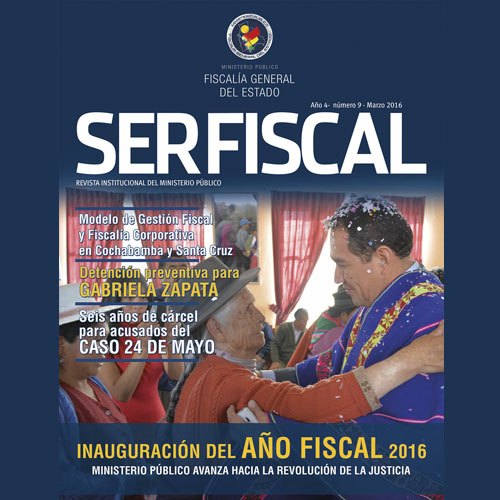 MINISTERIO PÚBLICO
FISCALÍA GENERAL
DEL ESTADO
Año 4- número 9 - Marzo 2016
SERFISCAL
REVISTA INSTITUCIONAL DEL MINISTERIO PÚBLICO
Modelo de Gestión Fiscal
y Fiscalía Corporativa
en Cochabamba y Santa Cruz
Detención preventiva para
GABRIELA ZAPATA
Seis años de cárcel
para acusados del
CASO 24 DE MAYO
INAUGURACIÓN DEL AÑO FISCAL 2016
MINISTERIO PÚBLICO AVANZA HACIA LA REVOLUCIÓN DE LA JUSTICIA